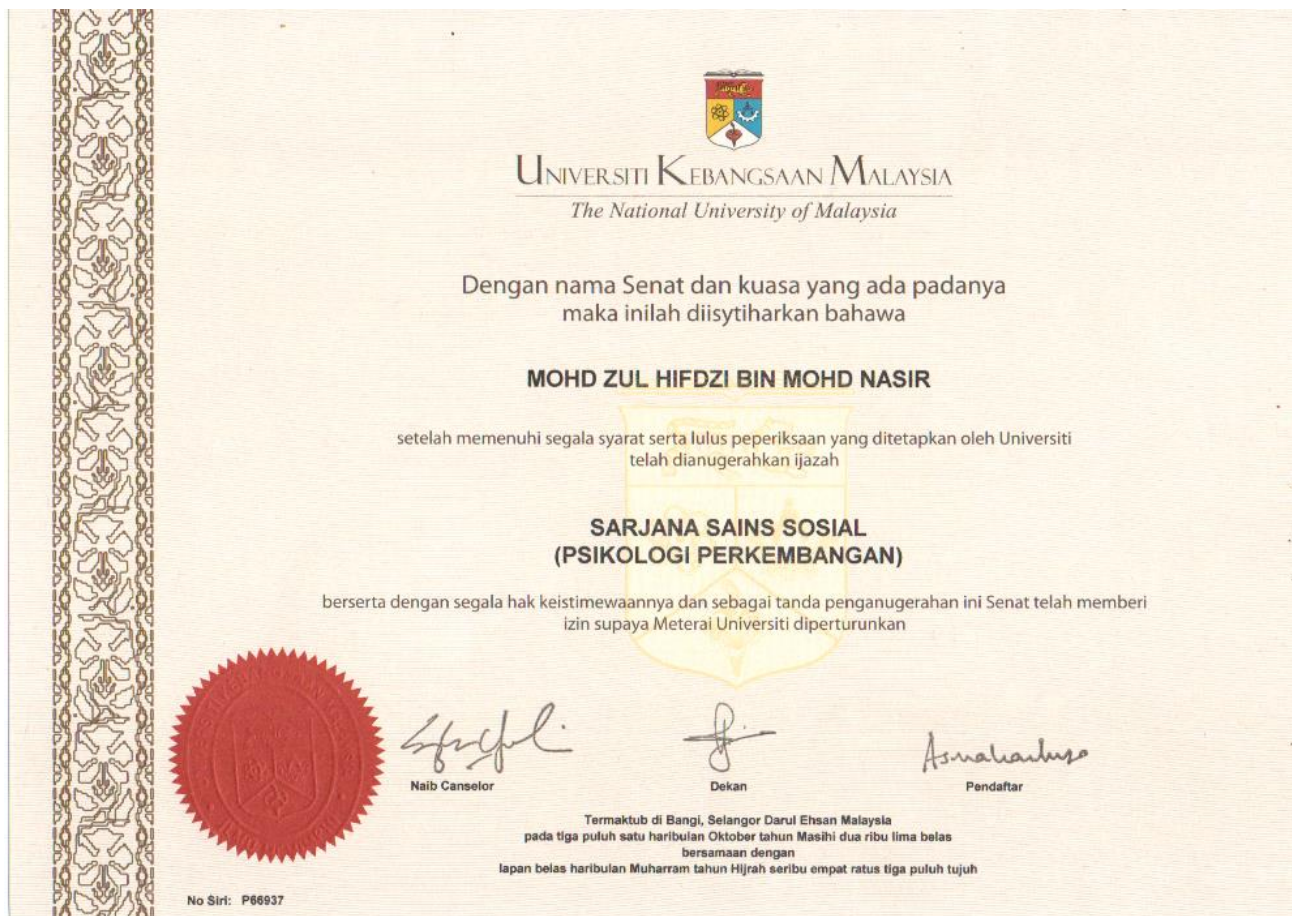 UNIVERSITI KEBANGSAAN MALAYSIA
The National University of Malaysia
Dengan nama Senat dan kuasa yang ada padanya
maka inilah diisytiharkan bahawa
MOHD ZUL HIFDZI BIN MOHD NASIR
setelah memenuhi segala syarat serta lulus peperiksaan yang ditetapkan oleh Universiti
telah dianugerahkan ijazah
SARJANA SAINS SOSIAL
(PSIKOLOGI PERKEMBANGAN)
berserta dengan segala hak keistimewaannya dan sebagai tanda penganugerahan ini Senat telah memberi
izin supaya Meterai Universiti diperturunkan
Naib Canselor
Dekan
Pendaftar
Termaktub di Bangi, Selangor Darul Ehsan Malaysia
pada tiga puluh satu haribulan Oktober tahun Masihi dua ribu lima belas
bersamaan dengan
lapan belas haribulan Muharram tahun Hijrah seribu empat ratus tiga puluh tujuh
No Siri: P66937